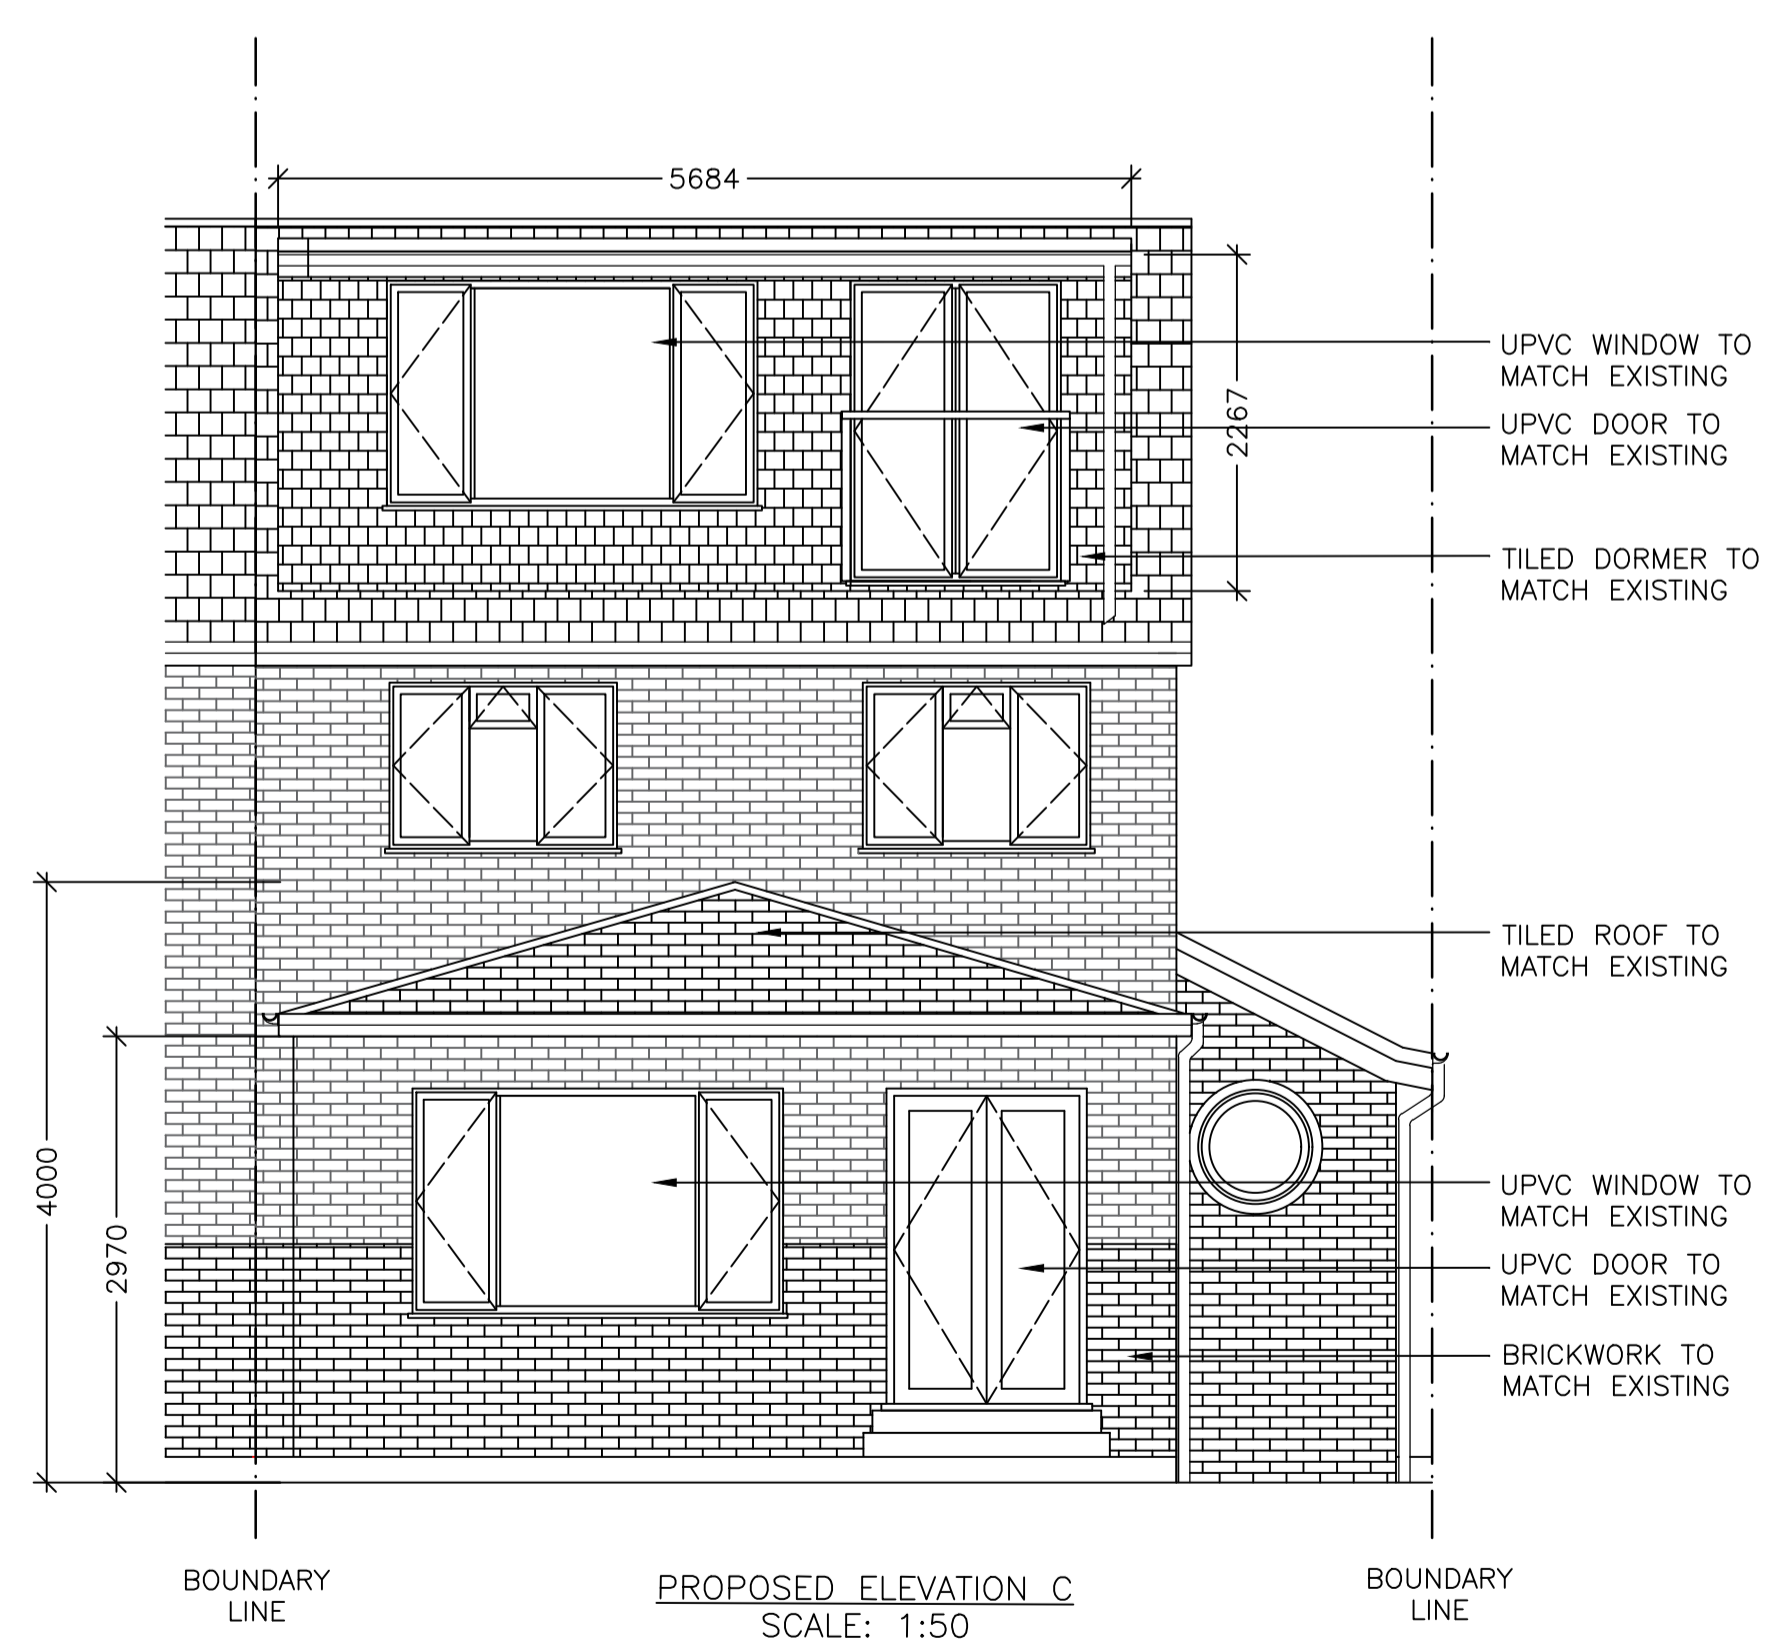 5684
UPVC WINDOW TO
MATCH EXISTING
UPVC DOOR TO
MATCH EXISTING
2267
TILED DORMER TO
MATCH EXISTING
TILED ROOF TO
MATCH EXISTING
4000
2970
UPVC WINDOW TO
MATCH EXISTING
UPVC DOOR TO
MATCH EXISTING
BRICKWORK TO
MATCH EXISTING
BOUNDARY
LINE
PROPOSED ELEVATION C
SCALE: 1:50
BOUNDARY
LINE